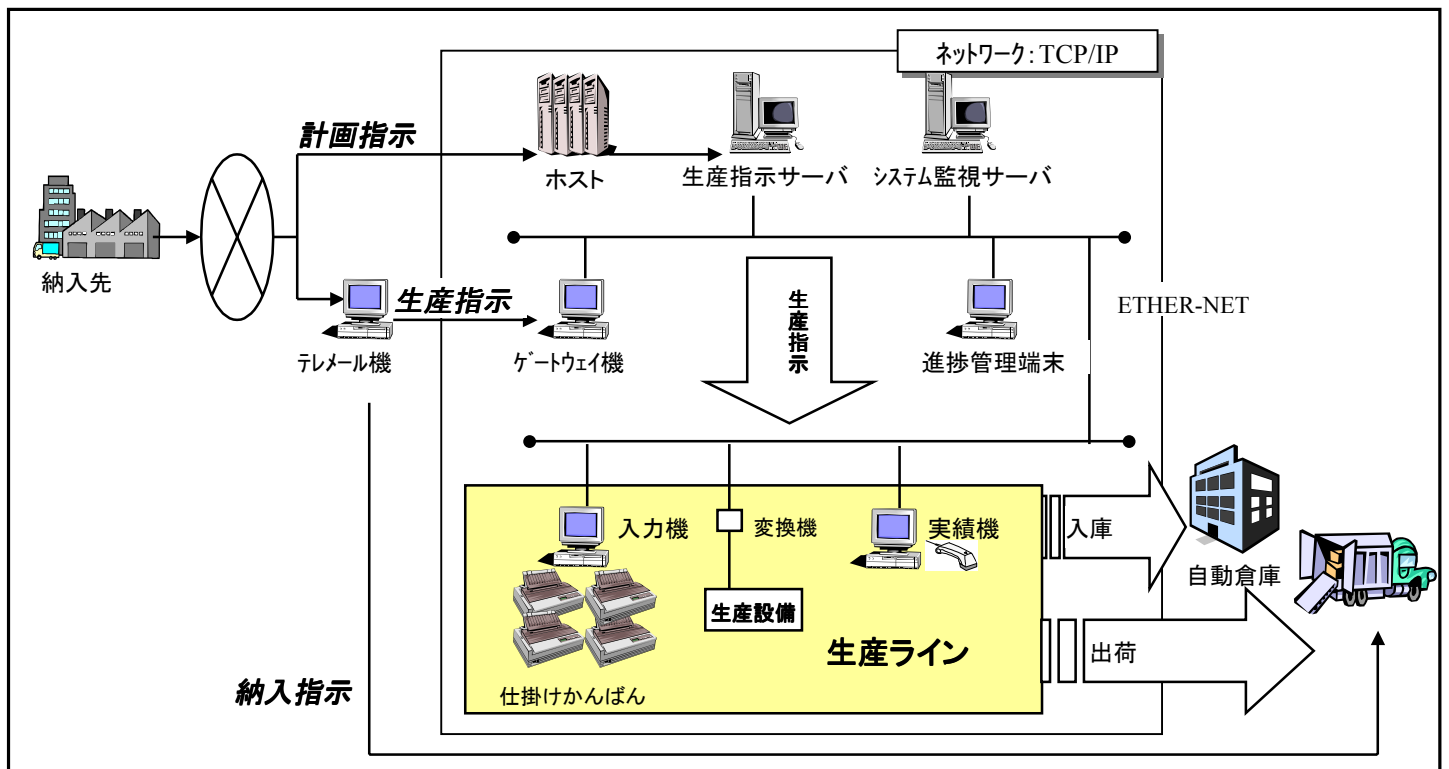 ネットワーク：TCP/IP
計画指示
ホスト
生産指示サーバ
システム監視サーバ
納入先
生産指示
テレメール機
ゲートウェイ機
生産指示
進捗管理端末
ETHER-NET
入力機
変換機
実績機
入庫
自動倉庫
生産設備
生産ライン
出荷
仕掛けかんばん
納入指示